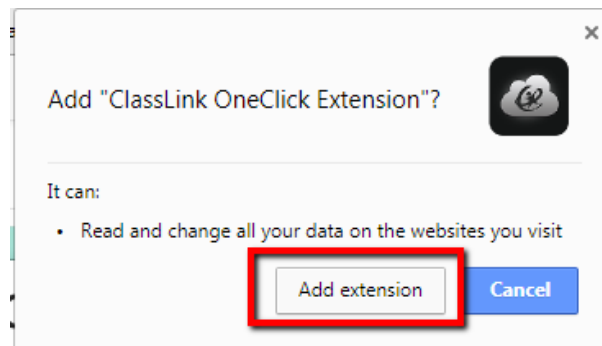 Add "ClassLink OneClick Extension"?
It can:
• Read and change all your data on the websites you visit
Add extension
Cancel